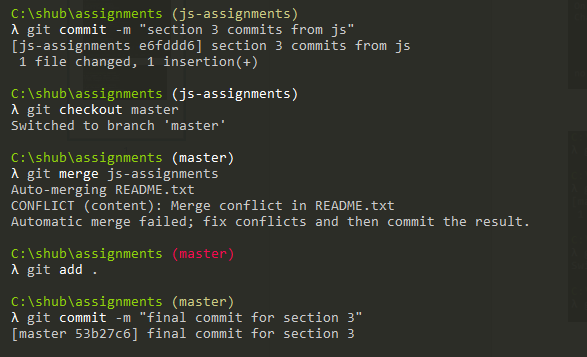 C:\shub\assignments (js-assignments)
λ git commit -m "section 3 commits from js"
[js-assignments e6fddd6] section 3 commits from js
 1 file changed, 1 insertion(+)
C:\shub\assignments (js-assignments)
λ git checkout master
Switched to branch 'master'
C:\shub\assignments (master)
λ git merge js-assignments
Auto-merging README.txt
CONFLICT (content): Merge conflict in README.txt
Automatic merge failed; fix conflicts and then commit the result.
C:\shub\assignments (master)
λ git add .
C:\shub\assignments (master)
λ git commit -m "final commit for section 3"
[master 53b27c6] final commit for section 3